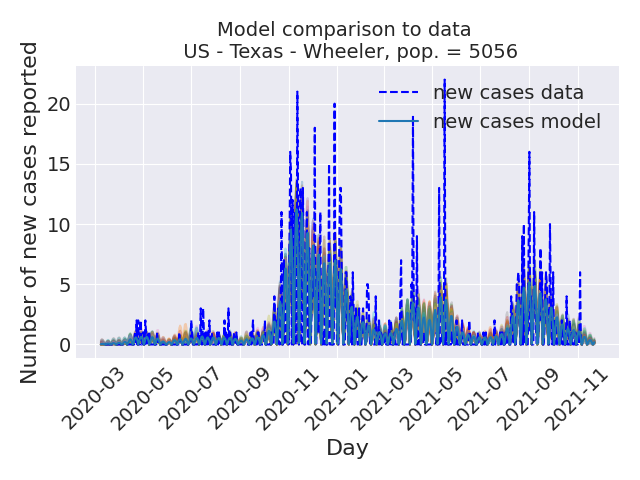 Model comparison to data
US - Texas - Wheeler, pop. = 5056
Number of new cases reported
20
15
10
5
0
new cases data
new cases model
2020-03
2020-05
2020-07
2020-09
2020-11
2021-01
2021-03
2021-05
2021-07
2021-09
2021-11
Day